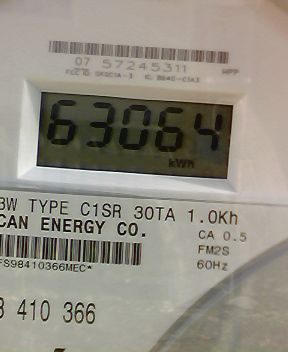 07 57245311
63064
kWh
3W TYPE C1SR 30TA 1.0Kh
CAN ENERGY CO.
CA 0.5
FM2S
60Hz
FS98410366MEC*
410 366